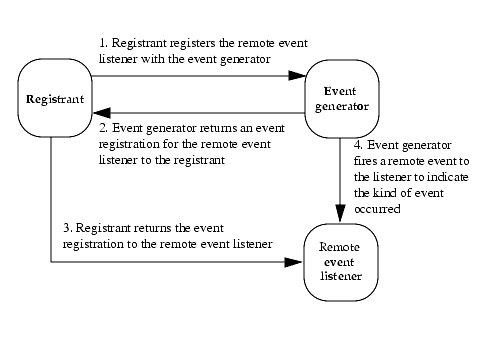 1. Registrant registers the remote event
listener with the event generator
Registrant
Event
generator
2. Event generator returns an event
registration for the remote event
listener to the registrant
4. Event generator
fires a remote event to
the listener to indicate
the kind of event
occurred
3. Registrant returns the event
registration to the remote event listener
Remote
event
listener